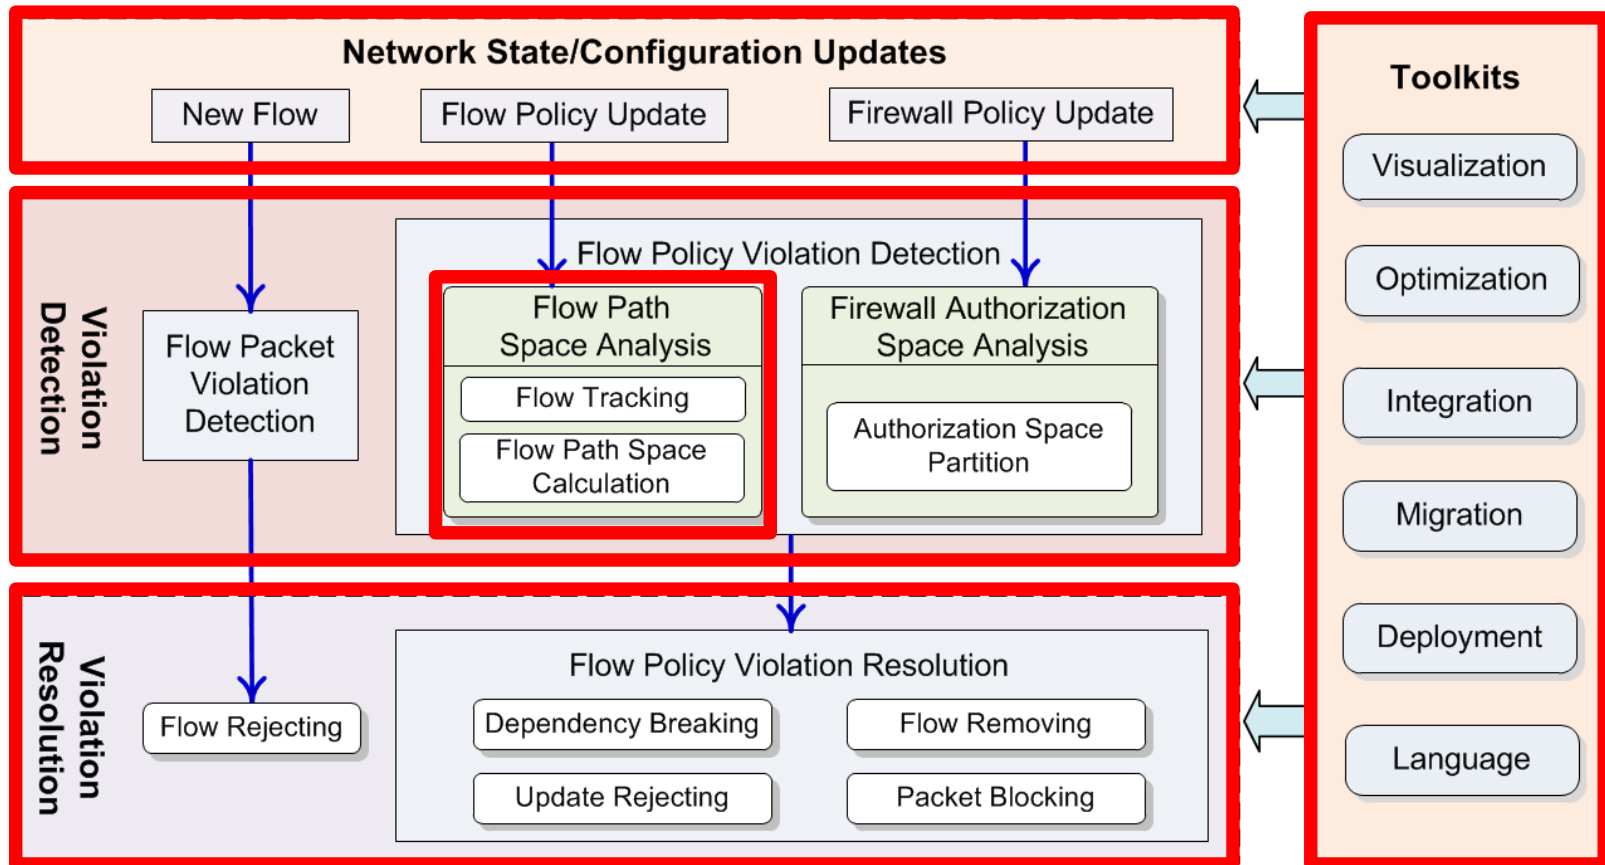 Network State/Configuration Updates
New Flow
Flow Policy Update
Firewall Policy Update
Violation
Detection
Flow Policy Violation Detection
Flow Packet
Violation
Detection
Flow Path
Space Analysis
Flow Tracking
Flow Path Space
Calculation
Firewall Authorization
Space Analysis
Authorization Space
Partition
Violation
Resolution
Flow Rejecting
Flow Policy Violation Resolution
Dependency Breaking
Flow Removing
Update Rejecting
Packet Blocking
Toolkits
Visualization
Optimization
Integration
Migration
Deployment
Language